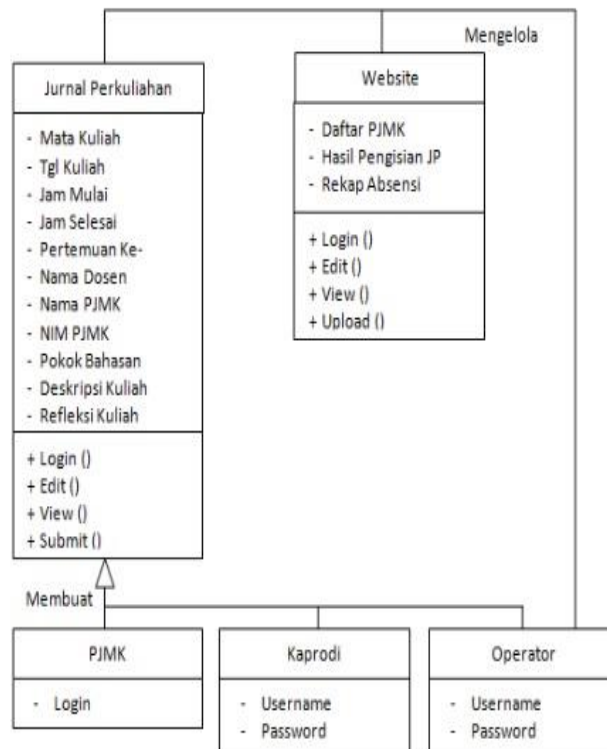 Mengelola
Jurnal Perkuliahan
- Mata Kuliah
- Tgl Kuliah
- Jam Mulai
- Jam Selesai
- Pertemuan Ke-
- Nama Dosen
- Nama PJMK
- NIM PJMK
- Pokok Bahasan
- Deskripsi Kuliah
- Refleksi Kuliah
+ Login ()
+ Edit ()
+ View ()
+ Submit ()
Website
- Daftar PJMK
- Hasil Pengisian JP
- Rekap Absensi
+ Login ()
+ Edit ()
+ View ()
+ Upload ()
Membuat
PJMK
- Login
Kaprodi
- Username
- Password
Operator
- Username
- Password